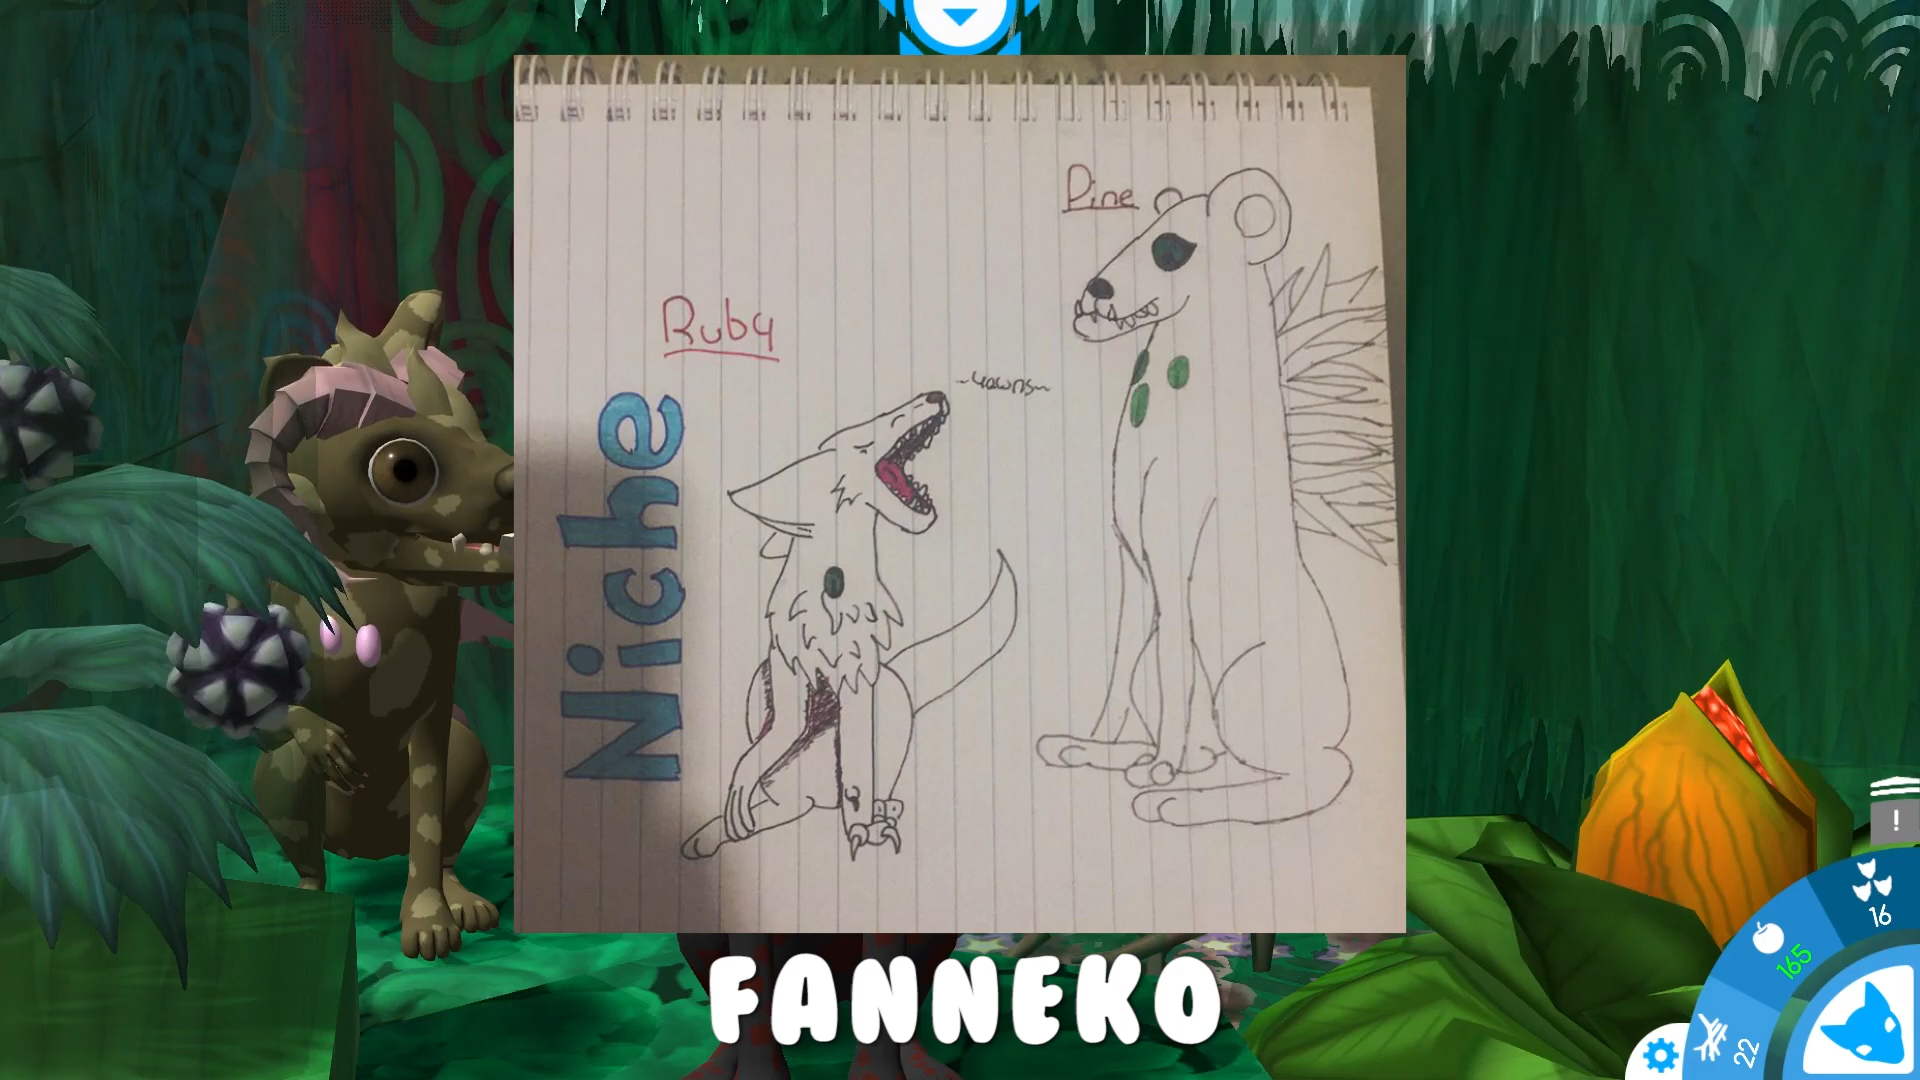 Pine
Ruby
~yawns~
Niche
FANNEKO
!
16
165
22